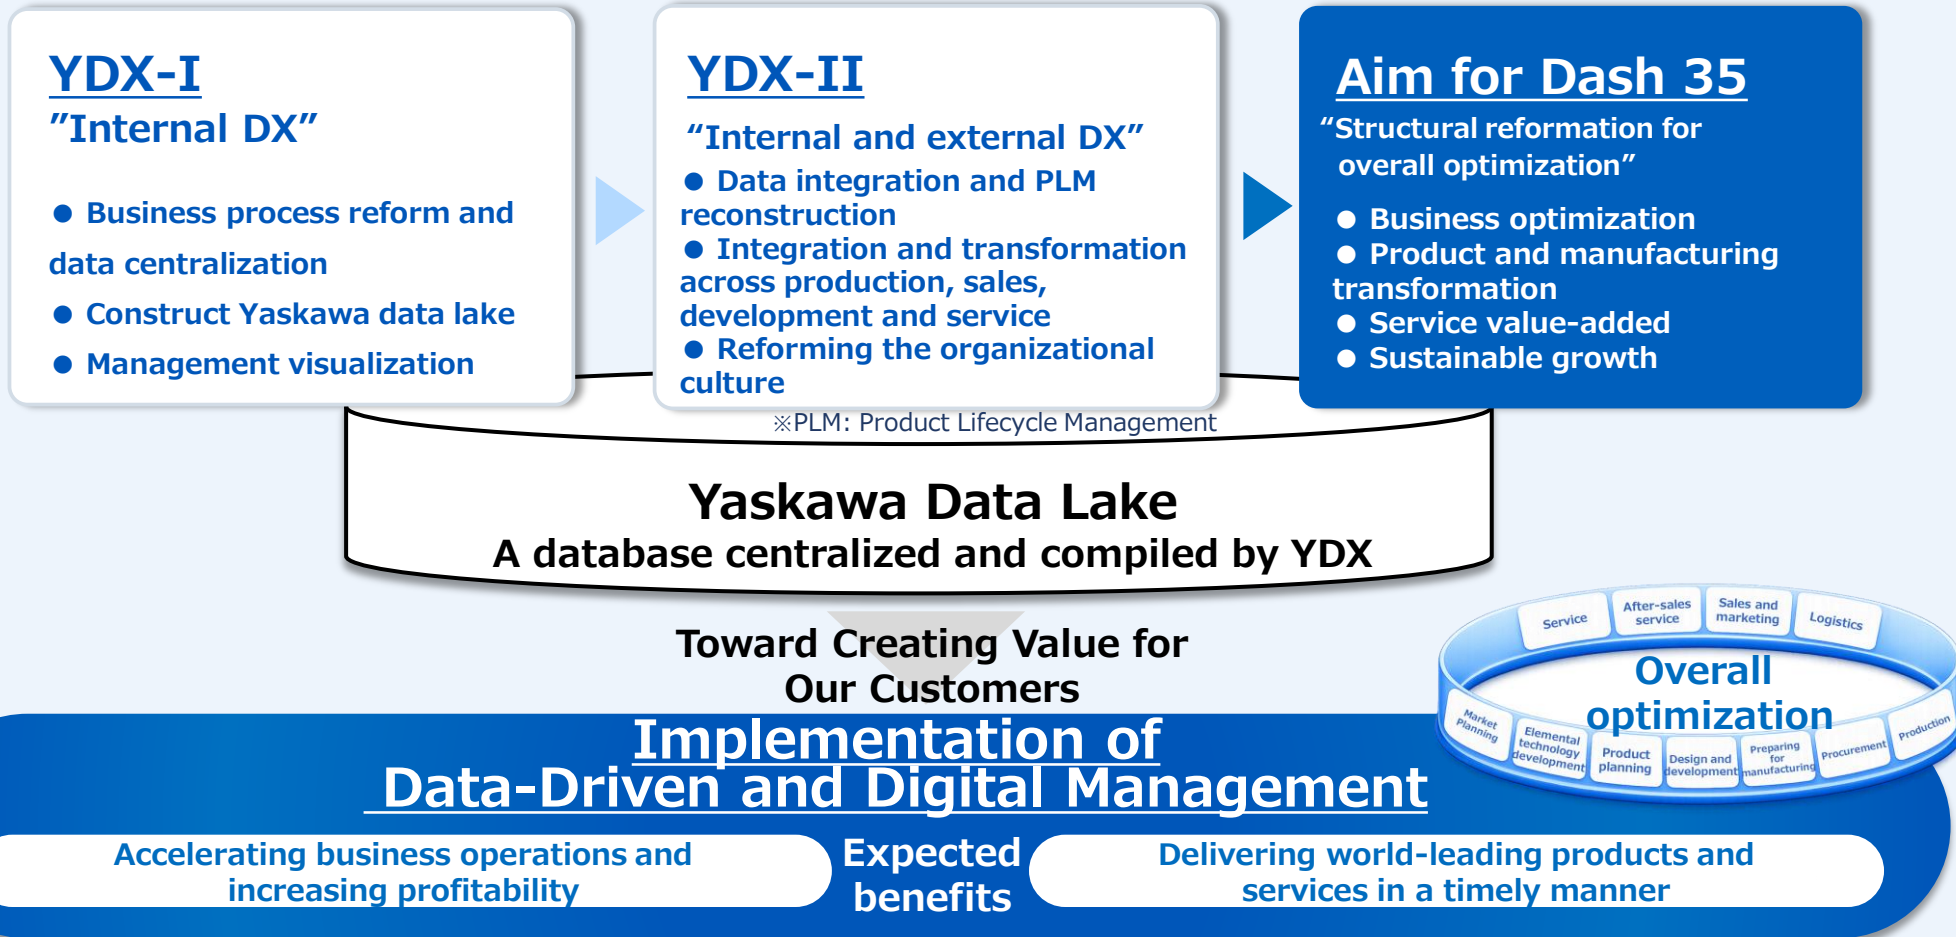 YDX-I
”Internal DX”
● Business process reform and
data centralization
● Construct Yaskawa data lake
● Management visualization
YDX-II
“Internal and external DX”
● Data integration and PLM
reconstruction
● Integration and transformation
across production, sales,
development and service
● Reforming the organizational
culture
※PLM: Product Lifecycle Management
Aim for Dash 35
“Structural reformation for
overall optimization”
● Business optimization
● Product and manufacturing
transformation
● Service value-added
● Sustainable growth
Yaskawa Data Lake
A database centralized and compiled by YDX
Toward Creating Value for
Our Customers
Service
After-sales
service
Sales and
marketing
Logistics
Overall
optimization
Market
Planning
Elemental
technology
development
Product
planning
Design and
development
Preparing
for
manufacturing
Procurement
Production
Implementation of
Data-Driven and Digital Management
Accelerating business operations and
increasing profitability
Expected
benefits
Delivering world-leading products and
services in a timely manner